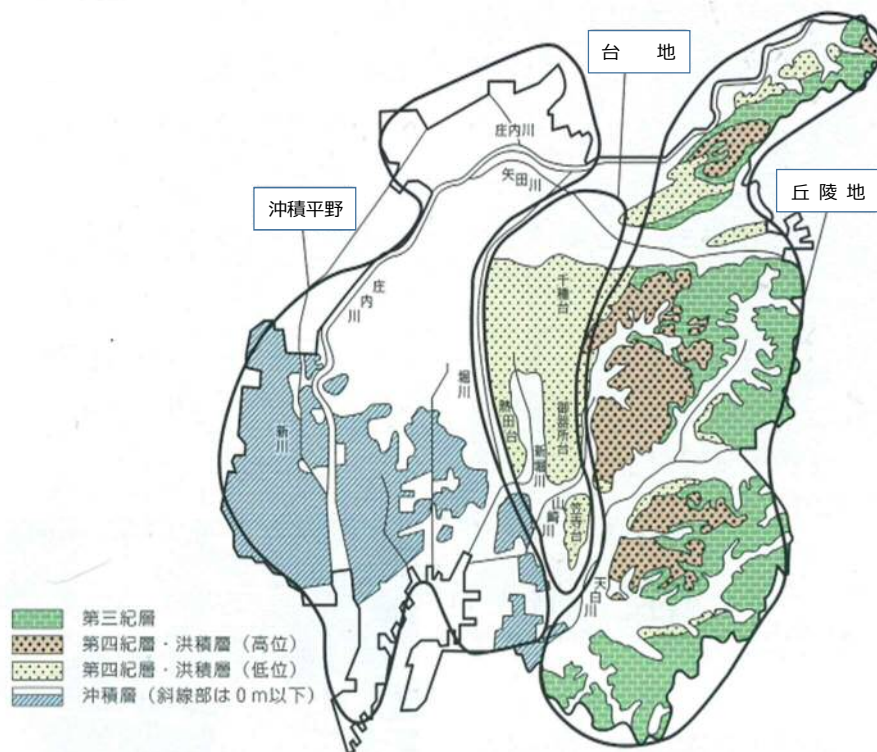 台 地
庄内川
矢田川
丘陵地
沖積平野
千種台
庄内川
堀川
熱田台
御器所台
新堀川
新川
山崎川
笠寺台
天白川
第三紀層
第四紀層・洪積層（高位）
第四紀層・洪積層（低位）
沖積層（斜線部は0m以下）